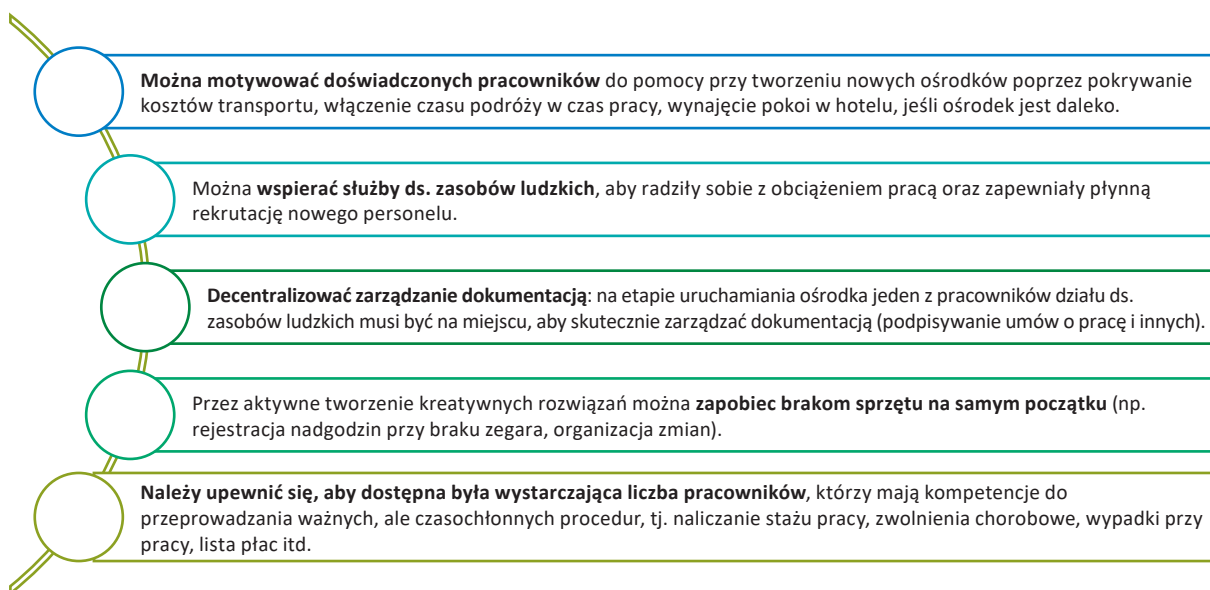 Można motywować doświadczonych pracowników do pomocy przy tworzeniu nowych ośrodków poprzez pokrywanie
kosztów transportu, włączenie czasu podróży w czas pracy, wynajęcie pokoi w hotelu, jeśli ośrodek jest daleko.
Można wspierać służby ds. zasobów ludzkich, aby radziły sobie z obciążeniem pracą oraz zapewniały płynną
rekrutację nowego personelu.
Decentralizować zarządzanie dokumentacją: na etapie uruchamiania ośrodka jeden z pracowników działu ds.
zasobów ludzkich musi być na miejscu, aby skutecznie zarządzać dokumentacją (podpisywanie umów o pracę i innych).
Przez aktywne tworzenie kreatywnych rozwiązań można zapobiec brakom sprzętu na samym początku (np.
rejestracja nadgodzin przy braku zegara, organizacja zmian).
Należy upewnić się, aby dostępna była wystarczająca liczba pracowników, którzy mają kompetencje do
przeprowadzania ważnych, ale czasochłonnych procedur, tj. naliczanie stażu pracy, zwolnienia chorobowe, wypadki przy
pracy, lista płac itd.